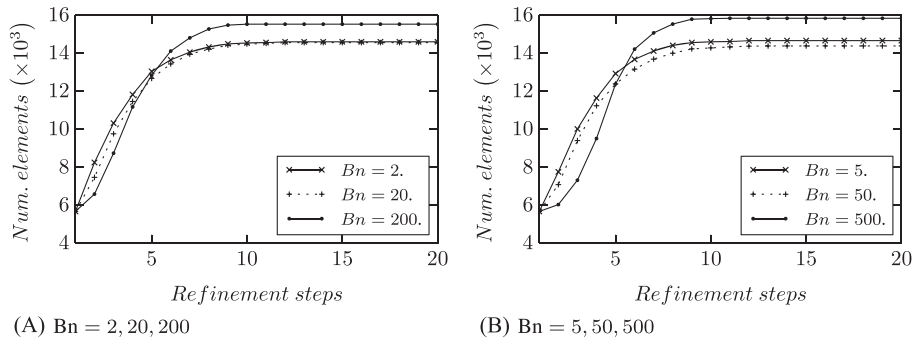 Num. elements (×10³)
16
14
12
10
8
6
4
Bn = 2.
Bn = 20.
Bn = 200.
5
10
15
20
Refinement steps
(A) Bn = 2, 20, 200
Num. elements (×10³)
16
14
12
10
8
6
4
Bn = 5.
Bn = 50.
Bn = 500.
5
10
15
20
Refinement steps
(B) Bn = 5, 50, 500